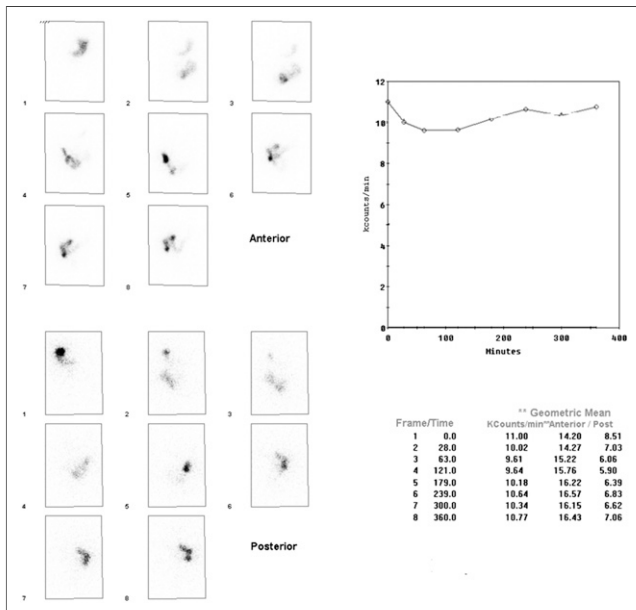 1
2
3
4
5
6
7
8
Anterior
12
10
8
6
4
2
0
kcounts/min
0 100 200 300 400
Minutes
1
2
3
4
5
6
7
8
Posterior
** Geometric Mean
Frame/Time KCounts/min**Anterior / Post
1 0.0 11.00 14.20 8.51
2 28.0 10.02 14.27 7.03
3 63.0 9.61 15.22 6.06
4 121.0 9.64 15.76 5.90
5 179.0 10.18 16.22 6.39
6 239.0 10.64 16.57 6.83
7 300.0 10.34 16.15 6.62
8 360.0 10.77 16.43 7.06